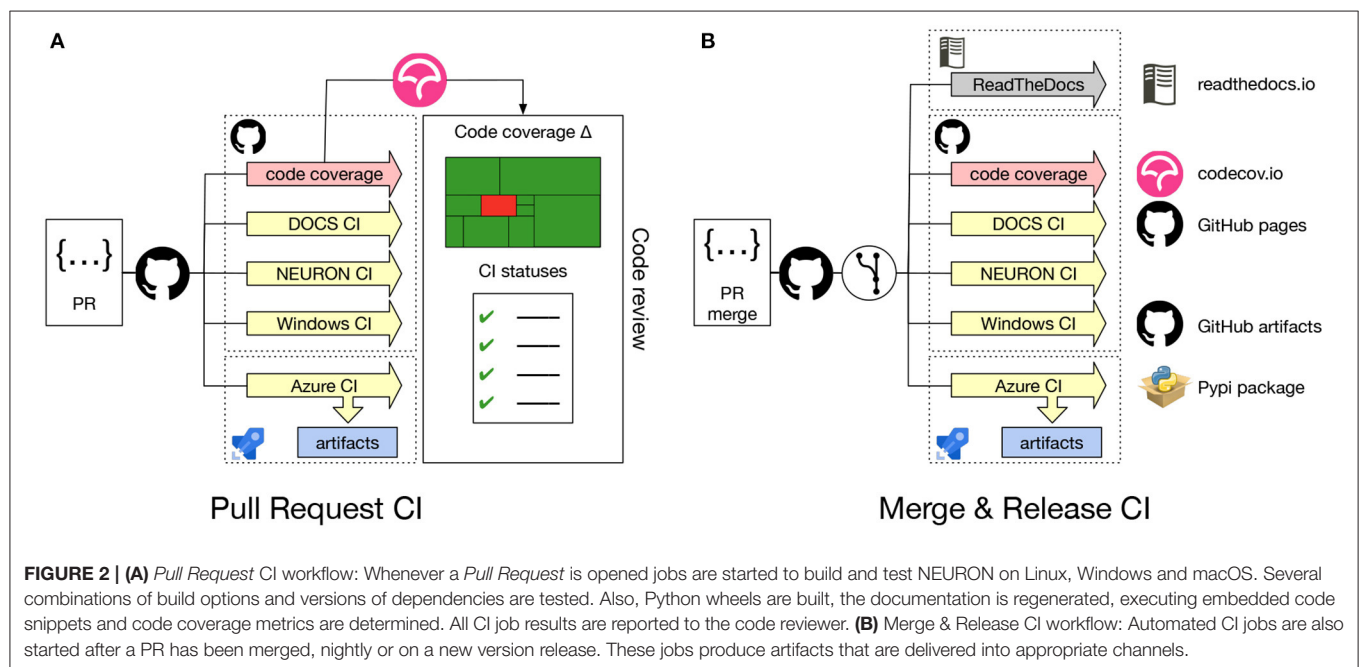 A
Code coverage Δ
code coverage
DOCS CI
{...}
NEURON CI
PR
Windows CI
Azure CI
artifacts
CI statuses
✔
✔
✔
✔
Code review
Pull Request CI
B
ReadTheDocs
readthedocs.io
code coverage
codecov.io
DOCS CI
GitHub pages
{...}
NEURON CI
PR
merge
Windows CI
GitHub artifacts
Azure CI
Pypi package
artifacts
Merge & Release CI
FIGURE 2 | (A) Pull Request CI workflow: Whenever a Pull Request is opened jobs are started to build and test NEURON on Linux, Windows and macOS. Several
combinations of build options and versions of dependencies are tested. Also, Python wheels are built, the documentation is regenerated, executing embedded code
snippets and code coverage metrics are determined. All CI job results are reported to the code reviewer. (B) Merge & Release CI workflow: Automated CI jobs are also
started after a PR has been merged, nightly or on a new version release. These jobs produce artifacts that are delivered into appropriate channels.